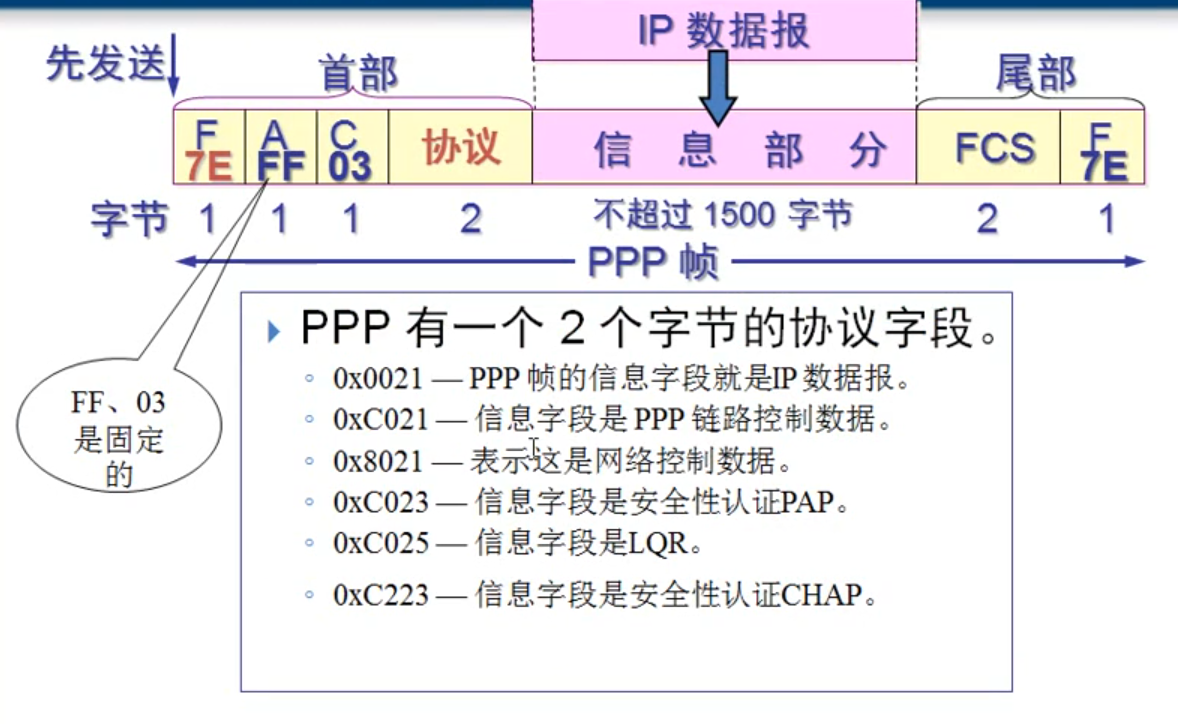 IP 数据报
先发送
首部
尾部
F A C 协议 信 息 部 分 FCS F
7E FF 03 7E
字节 1 1 1 2 不超过 1500 字节 2 1
PPP 帧
PPP 有一个 2 个字节的协议字段。
0x0021 — PPP 帧的信息字段就是IP 数据报。
0xC021 — 信息字段是 PPP 链路控制数据。
0x8021 — 表示这是网络控制数据。
0xC023 — 信息字段是安全性认证PAP。
0xC025 — 信息字段是LQR。
0xC223 — 信息字段是安全性认证CHAP。
FF、03
是固定
的